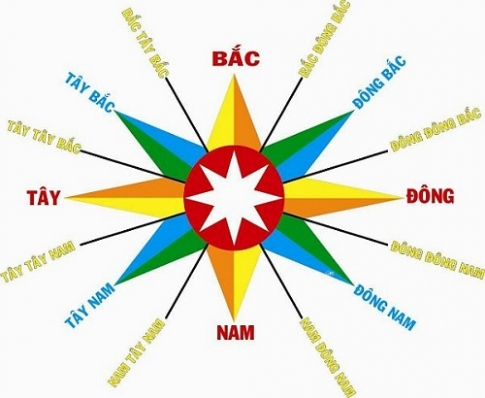 BẮC TÂY BẮC
BẮC ĐÔNG BẮC
BẮC
TÂY BẮC
ĐÔNG BẮC
TÂY TÂY BẮC
ĐÔNG ĐÔNG BẮC
TÂY
ĐÔNG
TÂY TÂY NAM
ĐÔNG ĐÔNG NAM
TÂY NAM
ĐÔNG NAM
NAM
NAM TÂY NAM
NAM ĐÔNG NAM